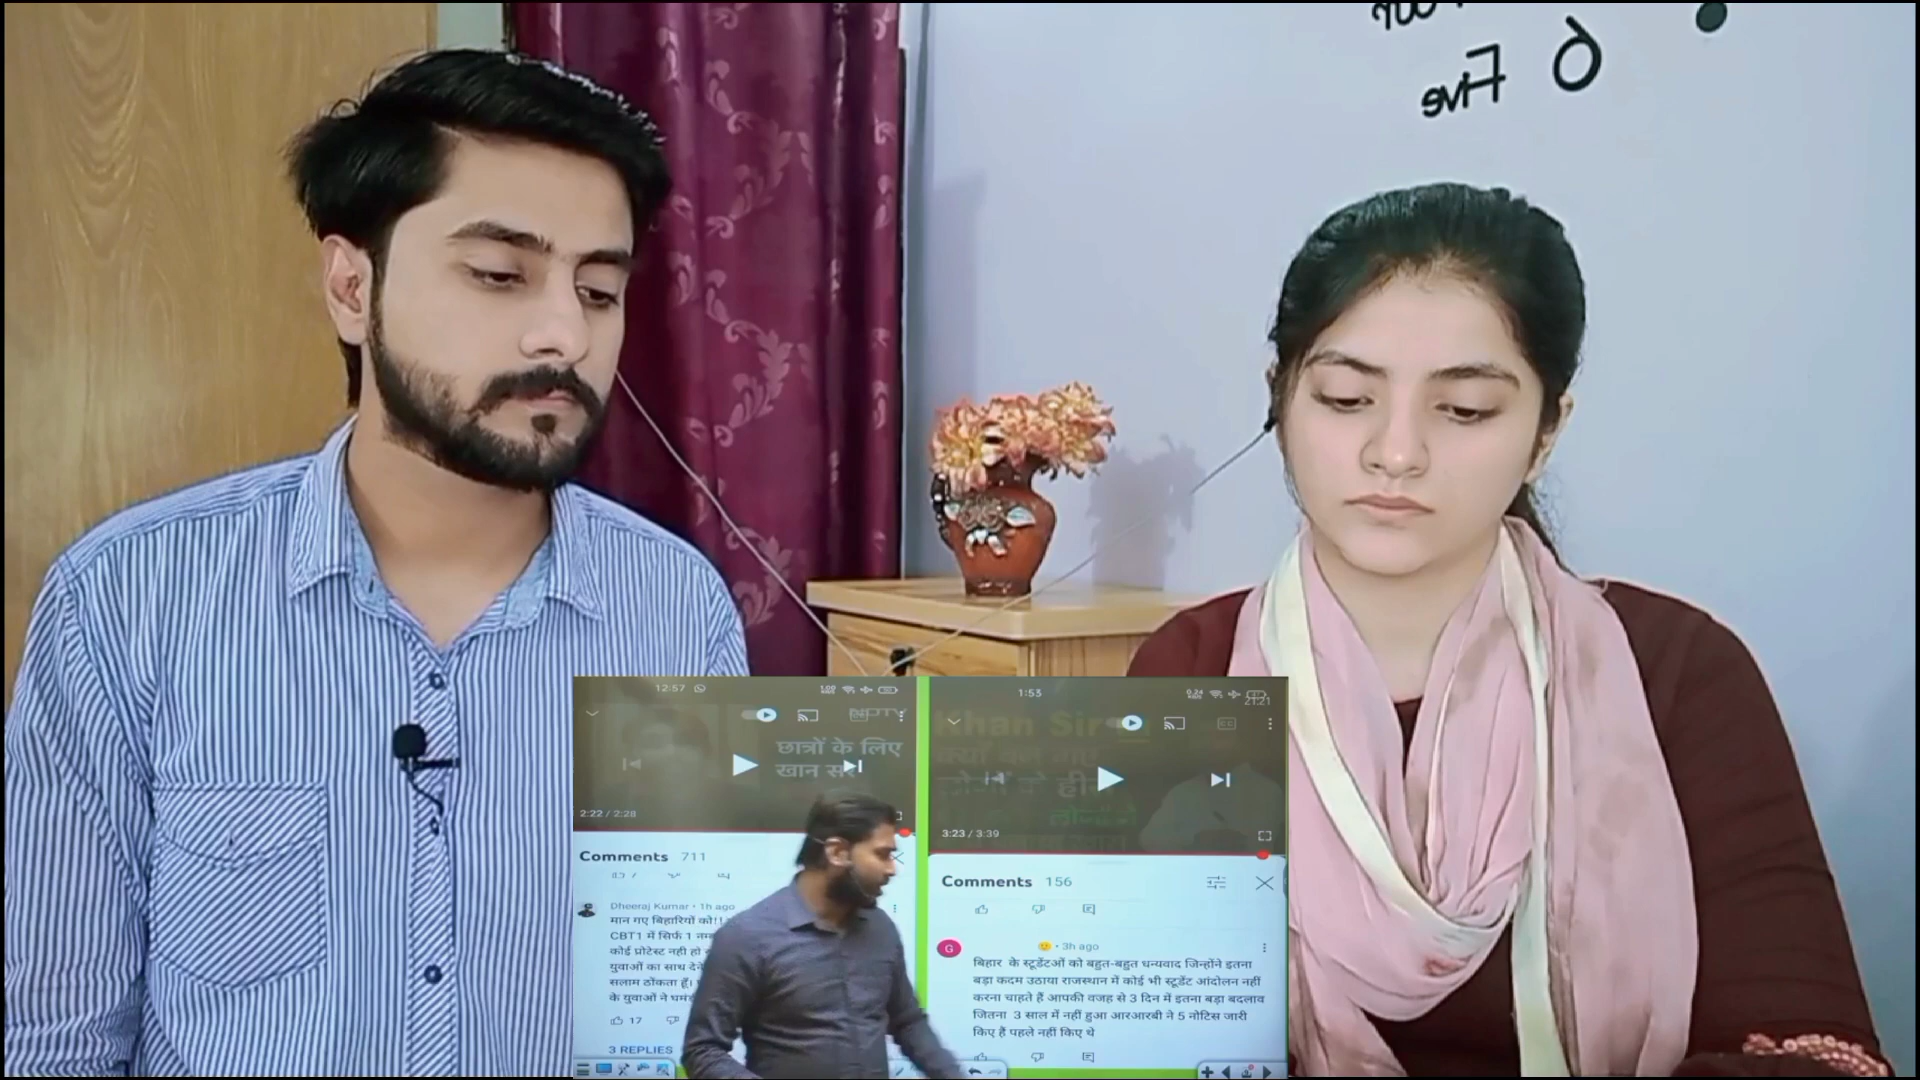 Five 6
12:57
NDTV
छात्रों के लिए
खान सर
2:22 / 2:28
Comments 711
Dheeraj Kumar • 1h ago
मान गए बिहारियों को!!
CBT1 में सिर्फ 1
कोई प्रोटेस्ट नही हो
युवाओं का साथ
सलाम ठोंकता हूँ।
के युवाओं ने
17
3 REPLIES
1:53
21:21
Khan Sir
3:23 / 3:39
Comments 156
G
3h ago
बिहार के स्टूडेंटओं को बहुत-बहुत धन्यवाद जिन्होंने इतना
बड़ा कदम उठाया राजस्थान में कोई भी स्टूडेंट आंदोलन नहीं
करना चाहते हैं आपकी वजह से 3 दिन में इतना बड़ा बदलाव
जितना 3 साल में नहीं हुआ आरआरबी ने 5 नोटिस जारी
किए हैं पहले नहीं किए थे